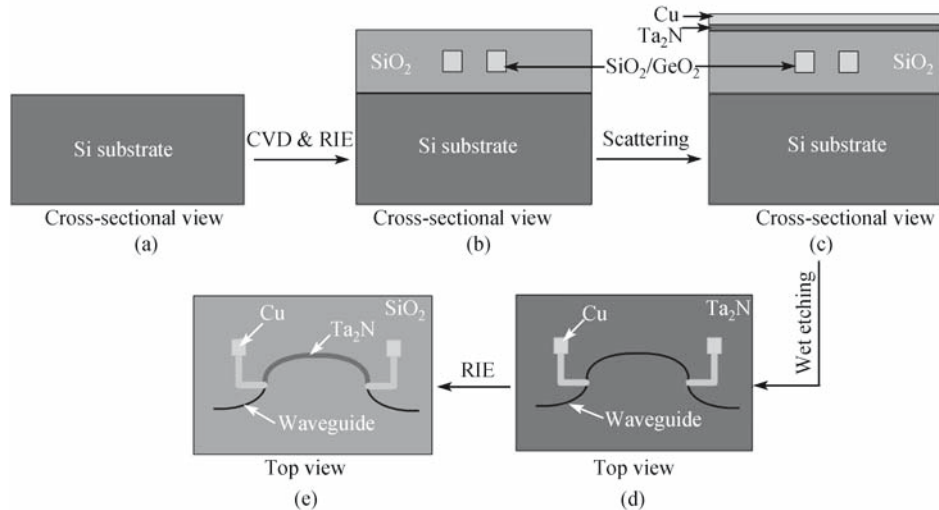 Si substrate
Cross-sectional view
(a)
CVD & RIE
SiO₂
Si substrate
Cross-sectional view
(b)
SiO₂/GeO₂
Scattering
Cu
Ta₂N
SiO₂
Si substrate
Cross-sectional view
(c)
Wet etching
Cu
Ta₂N
Waveguide
Top view
(d)
RIE
Cu
Ta₂N
SiO₂
Waveguide
Top view
(e)